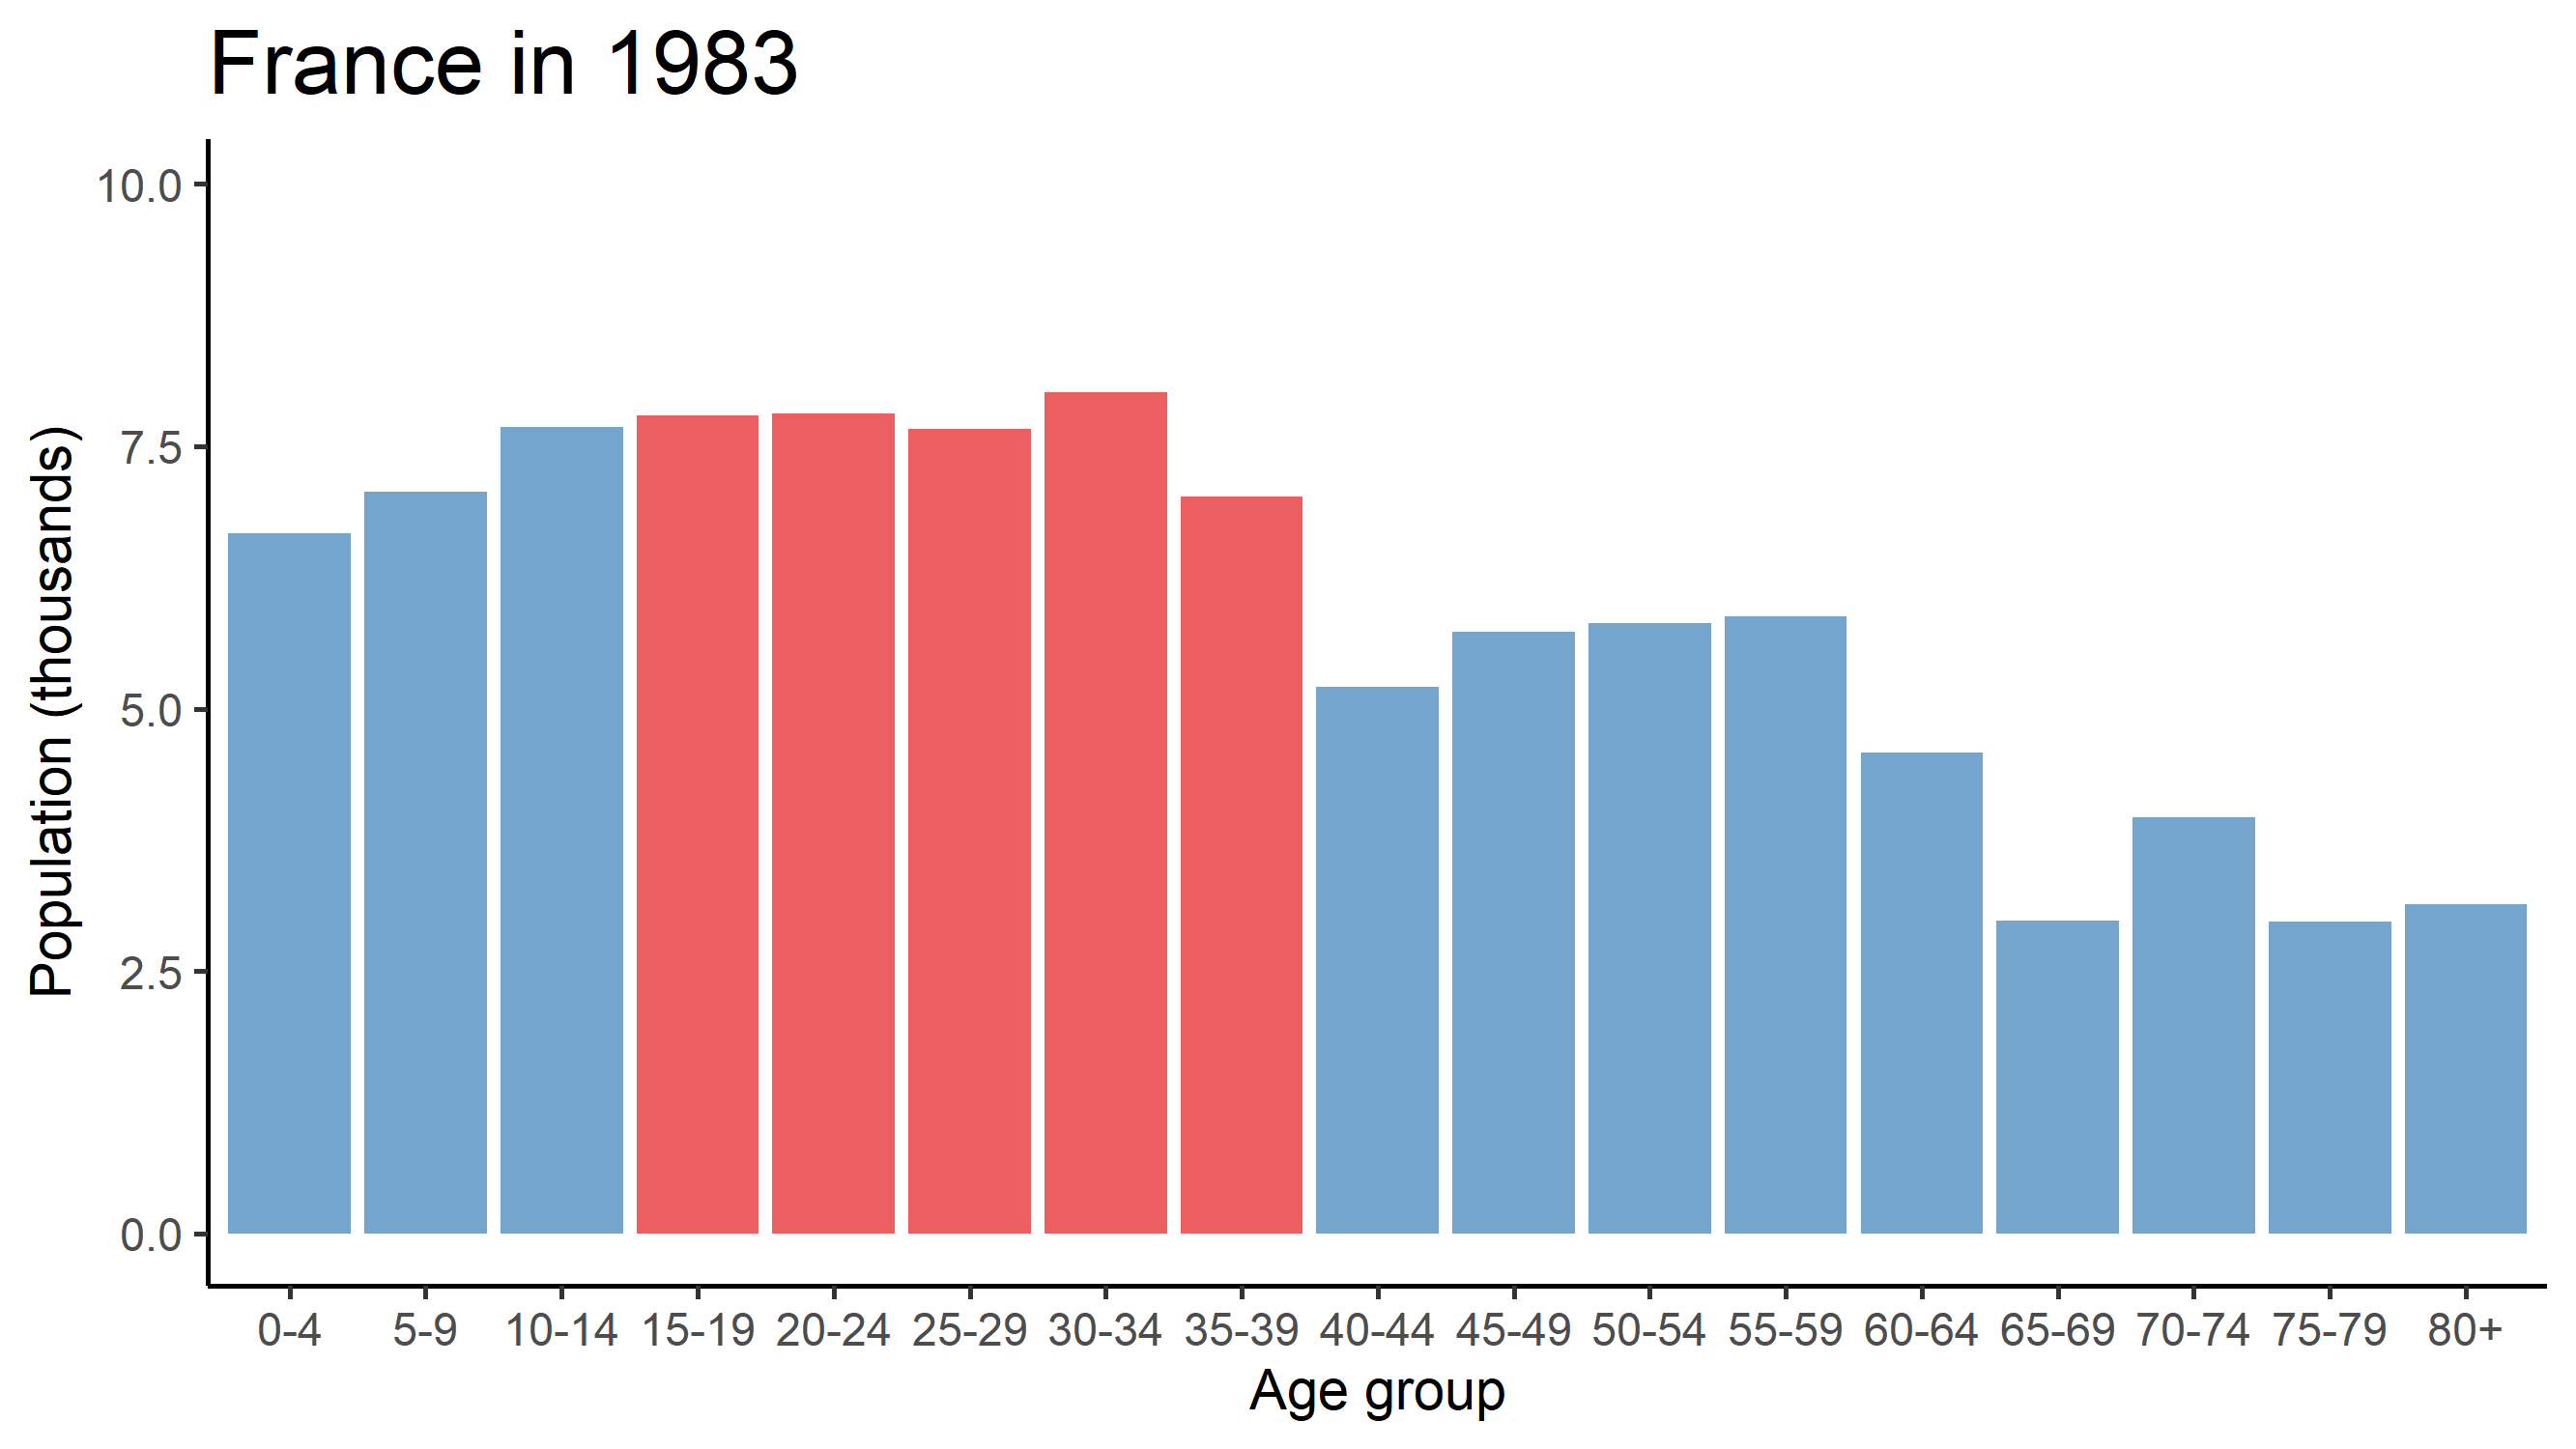 France in 1983
Population (thousands)
10.0
7.5
5.0
2.5
0.0
0-4 5-9 10-14 15-19 20-24 25-29 30-34 35-39 40-44 45-49 50-54 55-59 60-64 65-69 70-74 75-79 80+
Age group